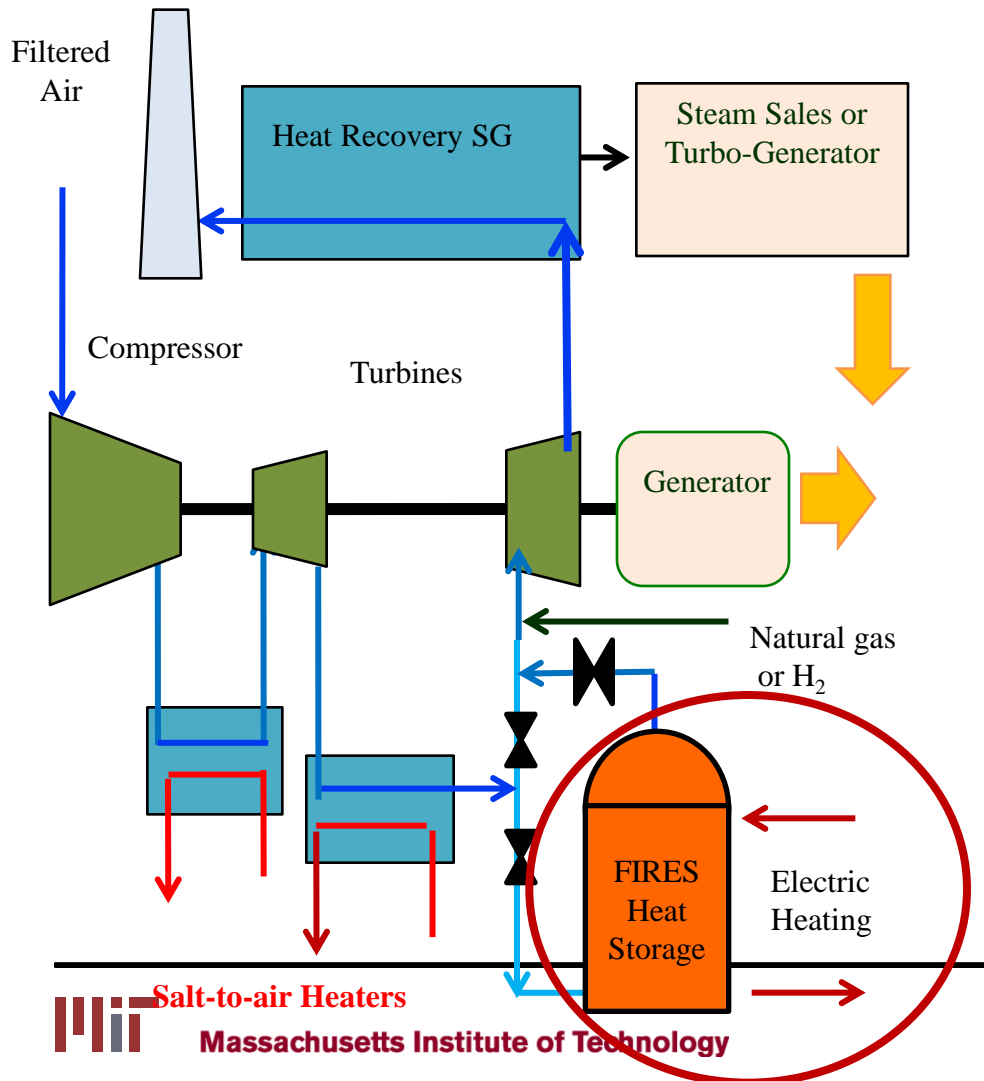 Filtered
Air
Heat Recovery SG
Steam Sales or
Turbo-Generator
Compressor
Turbines
Generator
Natural gas
or H₂
FIRES
Heat
Storage
Electric
Heating
Salt-to-air Heaters
MIT
Massachusetts Institute of Technology